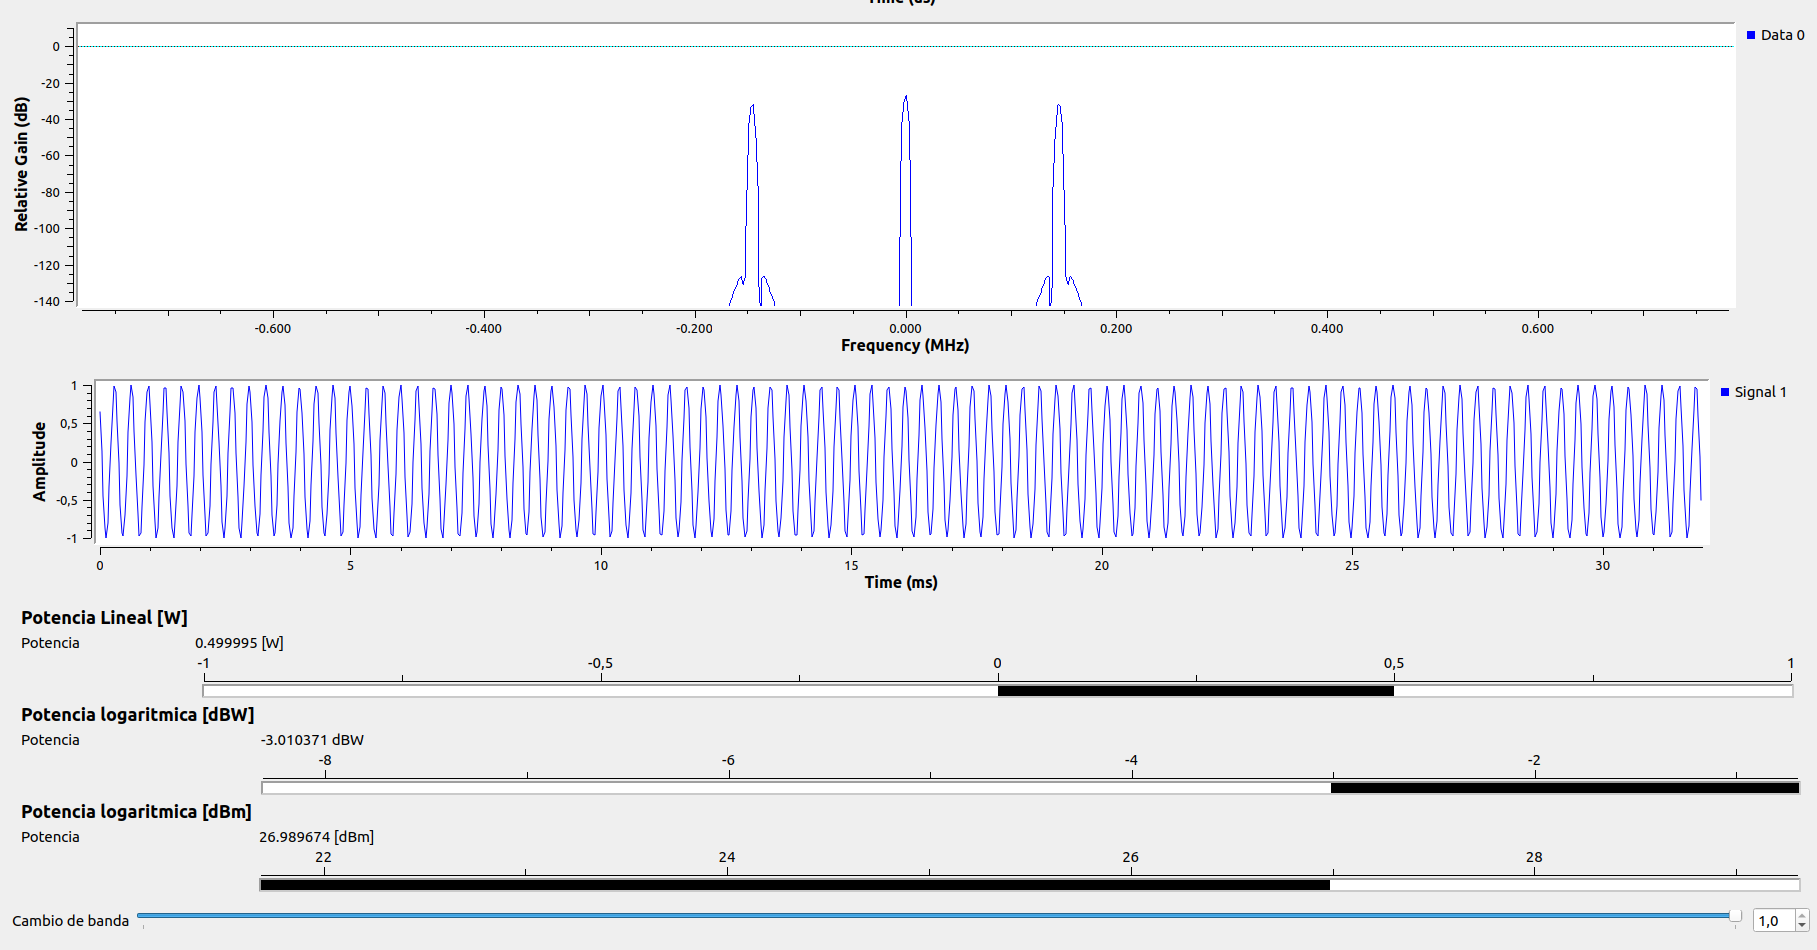 Time (us)
0
-20
-40
-60
-80
-100
-120
-140
Relative Gain (dB)
Data 0
-0.600 -0.400 -0.200 0.000 0.200 0.400 0.600
Frequency (MHz)
1
0,5
0
-0,5
-1
Amplitude
Signal 1
0 5 10 15 20 25 30
Time (ms)
Potencia Lineal [W]
Potencia 0.499995 [W]
-1 -0,5 0 0,5 1
Potencia logaritmica [dBW]
Potencia -3.010371 dBW
-8 -6 -4 -2
Potencia logaritmica [dBm]
Potencia 26.989674 [dBm]
22 24 26 28
Cambio de banda 1,0